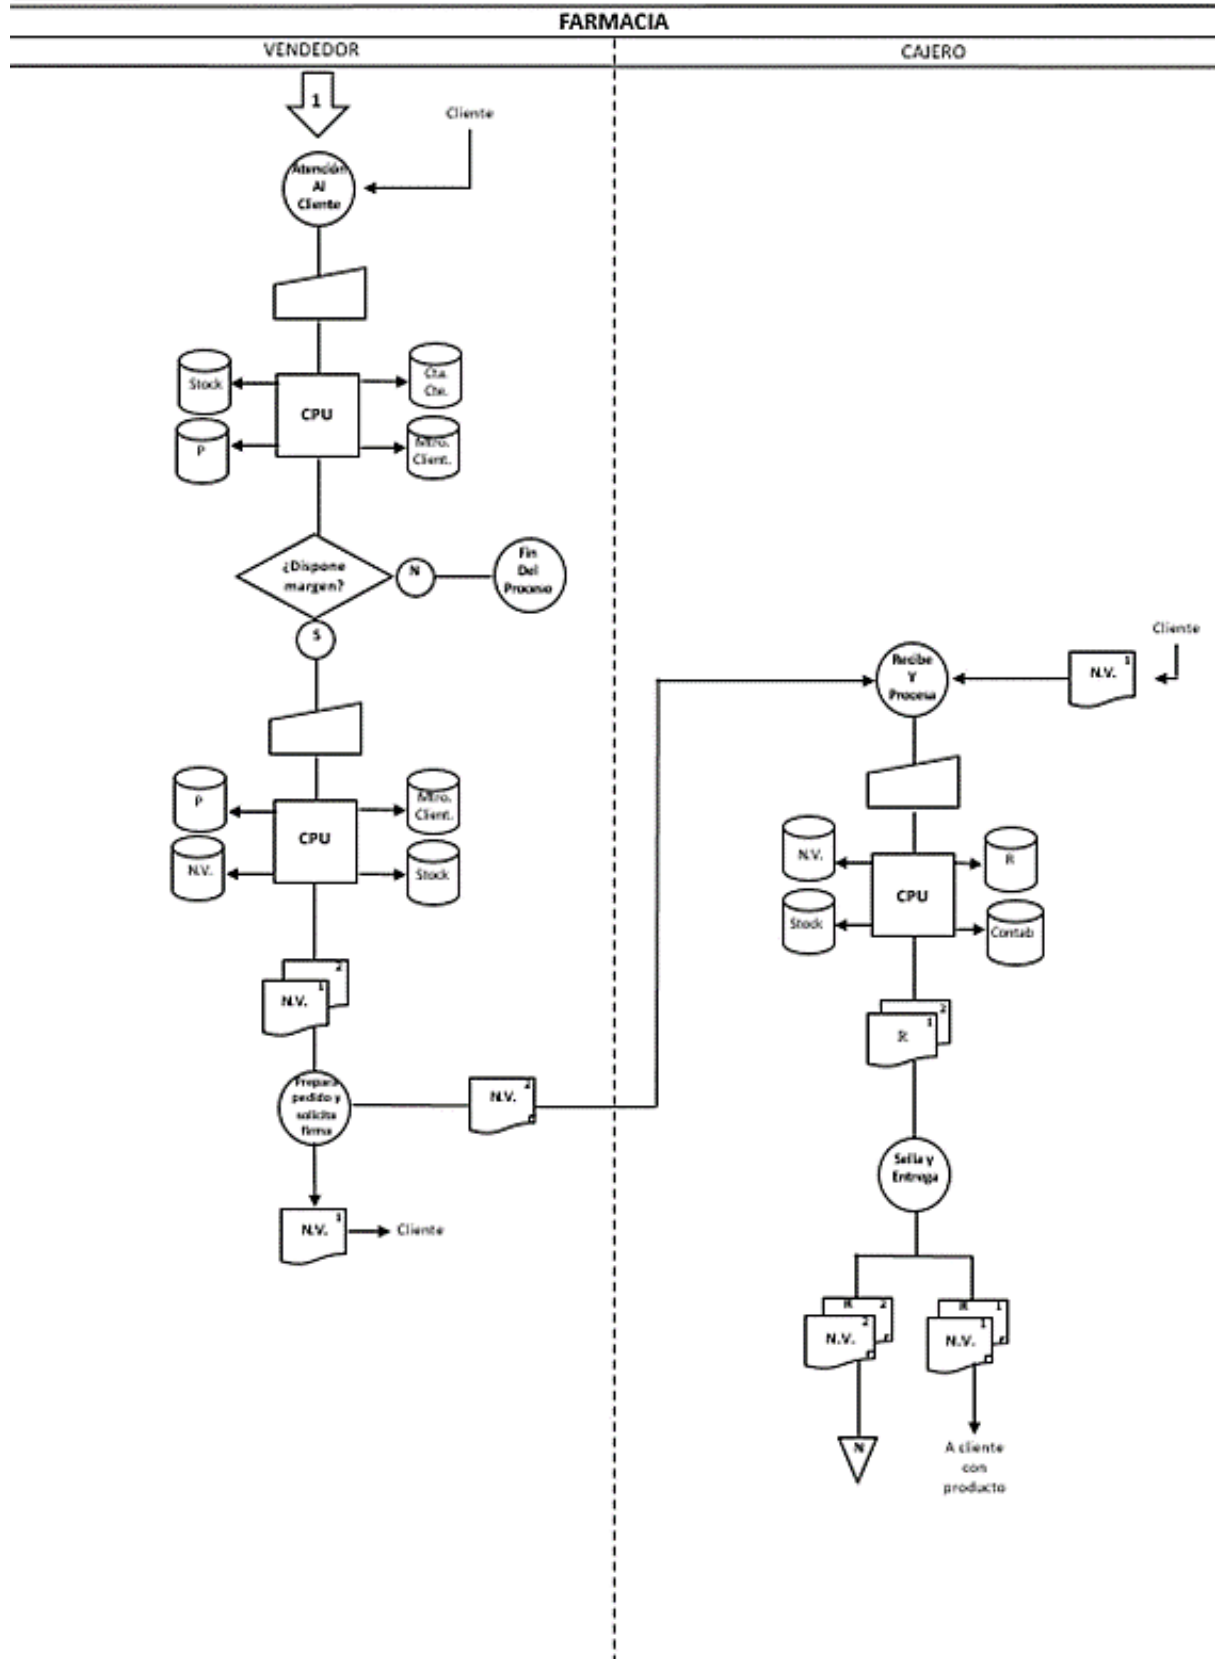 FARMACIA
VENDEDOR
CAJERO
1
Cliente
Atención
Al
Cliente
Stock
P
CPU
Cta.
Cte.
Mtro.
Client.
¿Dispone
margen?
N
Fin
Del
Proceso
S
P
N.V.
CPU
Mtro.
Client.
Stock
2
1
N.V.
Prepara
pedido y
solicita
firma
2
N.V.
1
N.V.
Cliente
Cliente
Recibe
Y
Procesa
1
N.V.
N.V.
Stock
CPU
R
Contab
2
1
R
Sella y
Entrega
R 2
2
N.V.
R 1
1
N.V.
N
A cliente
con
producto